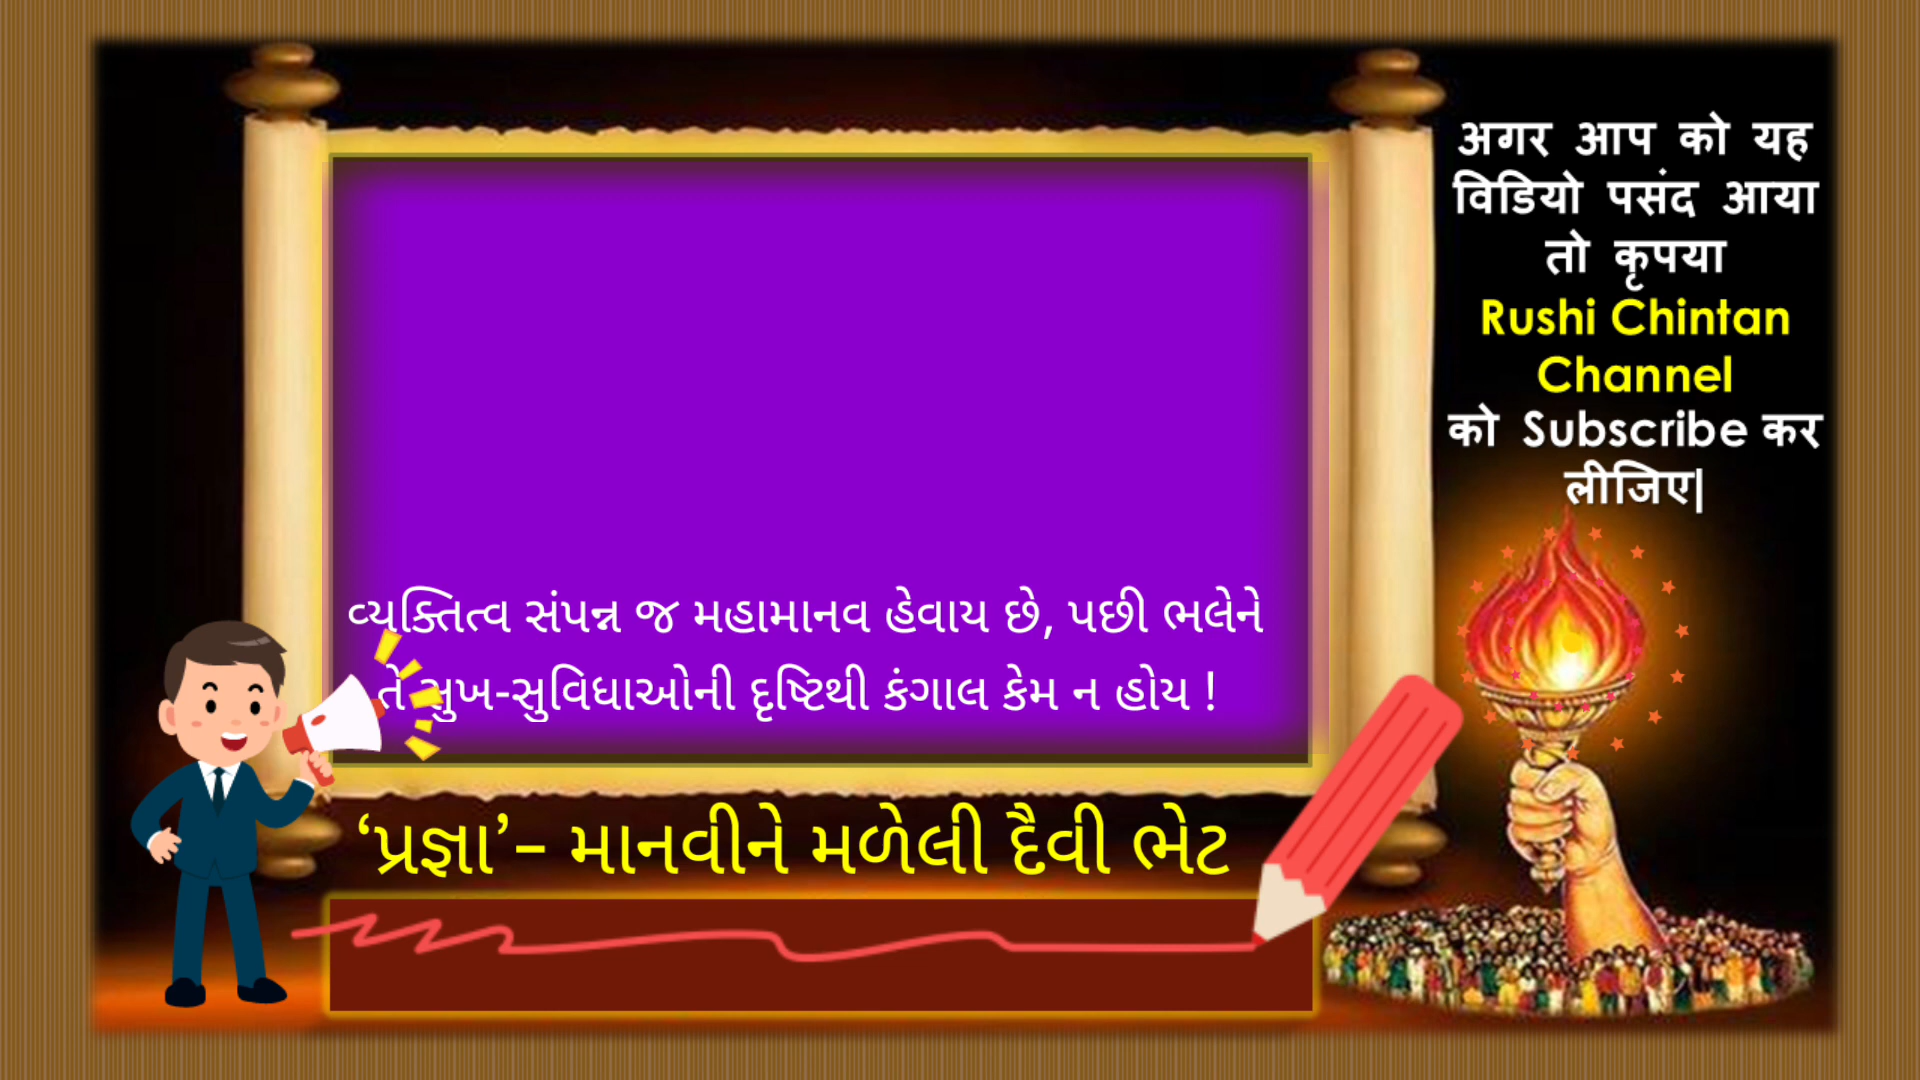 વ્યક્તિત્વ સંપન્ન જ મહામાનવ હેવાય છે, પછી ભલેને
તે સુખ-સુવિધાઓની દૃષ્ટિથી કંગાલ કેમ ન હોય !
‘પ્રજ્ઞા’– માનવીને મળેલી દૈવી ભેટ
अगर आप को यह
विडियो पसंद आया
तो कृपया
Rushi Chintan
Channel
को Subscribe कर
लीजिए|